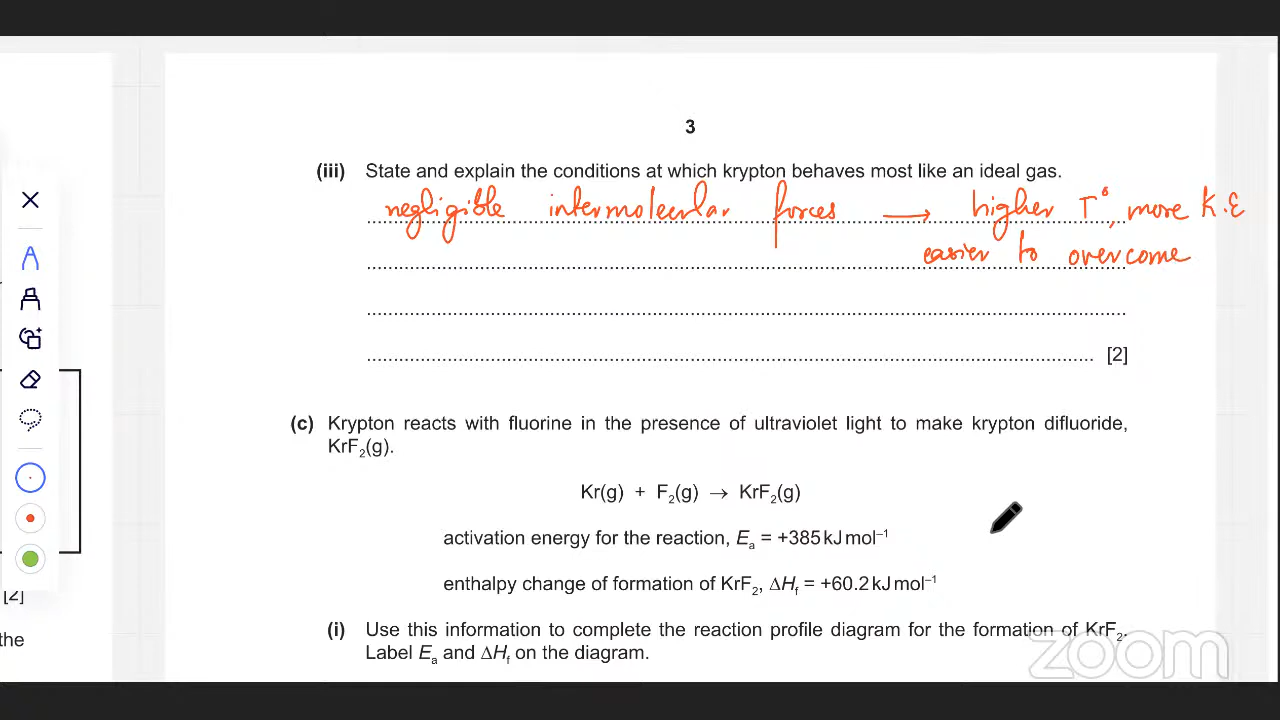 3
(iii) State and explain the conditions at which krypton behaves most like an ideal gas.
negligible intermolecular forces → higher T°, more K.E
easier to overcome
[2]
(c) Krypton reacts with fluorine in the presence of ultraviolet light to make krypton difluoride,
KrF₂(g).
Kr(g) + F₂(g) → KrF₂(g)
activation energy for the reaction, Eₐ = +385 kJ mol⁻¹
enthalpy change of formation of KrF₂, ΔHf = +60.2 kJ mol⁻¹
[2]
the
(i) Use this information to complete the reaction profile diagram for the formation of KrF₂.
Label Eₐ and ΔHf on the diagram.
zoom